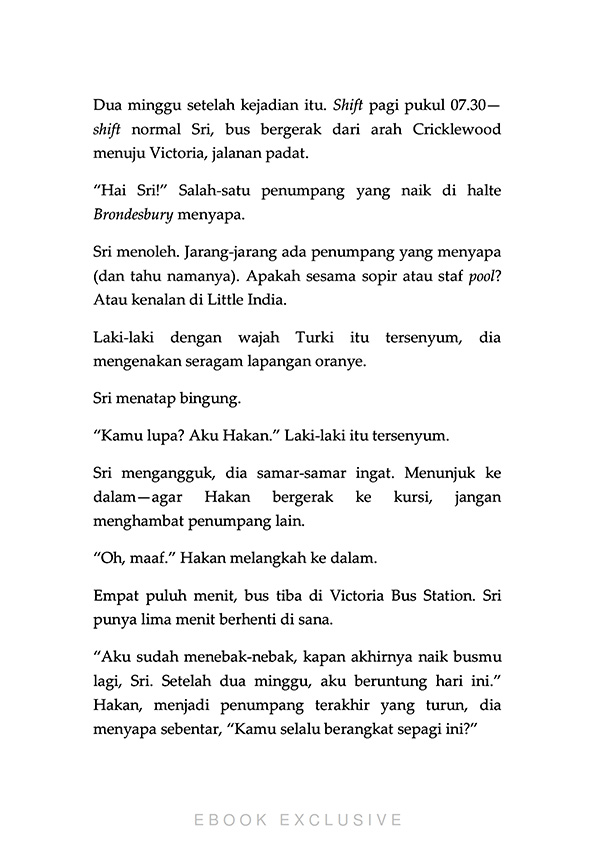 Dua minggu setelah kejadian itu. Shift pagi pukul 07.30—
shift normal Sri, bus bergerak dari arah Cricklewood
menuju Victoria, jalanan padat.
“Hai Sri!” Salah-satu penumpang yang naik di halte
Brondesbury menyapa.
Sri menoleh. Jarang-jarang ada penumpang yang menyapa
(dan tahu namanya). Apakah sesama sopir atau staf pool?
Atau kenalan di Little India.
Laki-laki dengan wajah Turki itu tersenyum, dia
mengenakan seragam lapangan oranye.
Sri menatap bingung.
“Kamu lupa? Aku Hakan.” Laki-laki itu tersenyum.
Sri mengangguk, dia samar-samar ingat. Menunjuk ke
dalam—agar Hakan bergerak ke kursi, jangan
menghambat penumpang lain.
“Oh, maaf.” Hakan melangkah ke dalam.
Empat puluh menit, bus tiba di Victoria Bus Station. Sri
punya lima menit berhenti di sana.
“Aku sudah menebak-nebak, kapan akhirnya naik busmu
lagi, Sri. Setelah dua minggu, aku beruntung hari ini.”
Hakan, menjadi penumpang terakhir yang turun, dia
menyapa sebentar, “Kamu selalu berangkat sepagi ini?”
EBOOK EXCLUSIVE